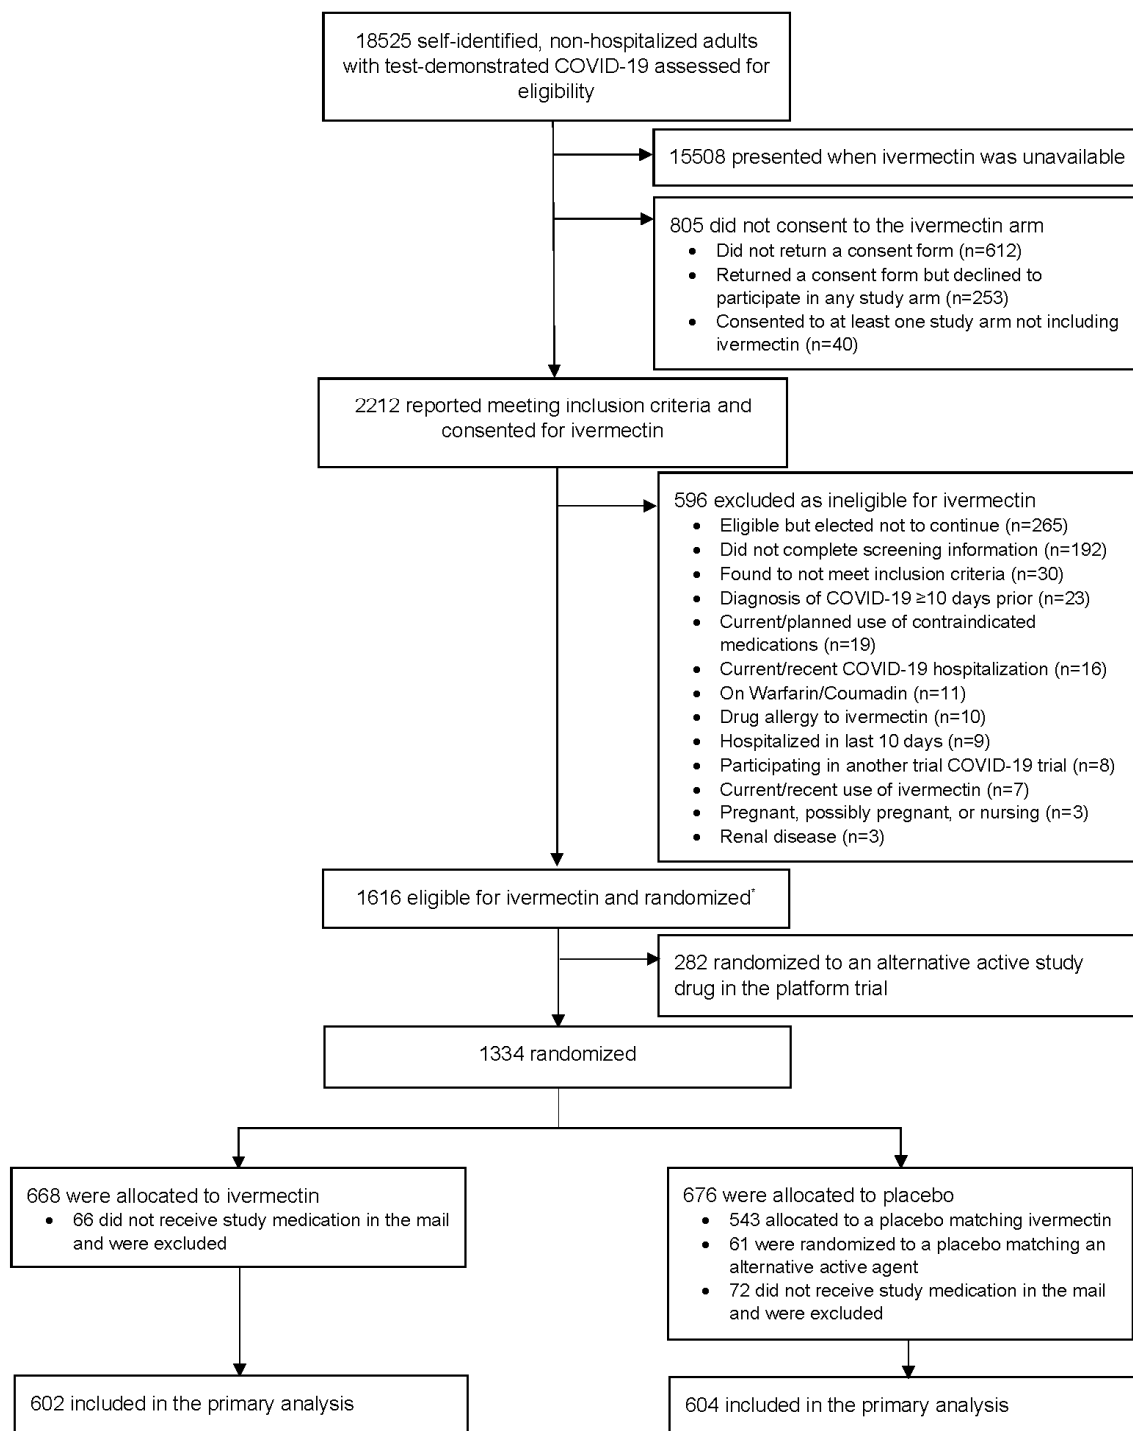 18525 self-identified, non-hospitalized adults
with test-demonstrated COVID-19 assessed for
eligibility
15508 presented when ivermectin was unavailable
805 did not consent to the ivermectin arm
• Did not return a consent form (n=612)
• Returned a consent form but declined to
participate in any study arm (n=253)
• Consented to at least one study arm not including
ivermectin (n=40)
2212 reported meeting inclusion criteria and
consented for ivermectin
596 excluded as ineligible for ivermectin
• Eligible but elected not to continue (n=265)
• Did not complete screening information (n=192)
• Found to not meet inclusion criteria (n=30)
• Diagnosis of COVID-19 ≥10 days prior (n=23)
• Current/planned use of contraindicated
medications (n=19)
• Current/recent COVID-19 hospitalization (n=16)
• On Warfarin/Coumadin (n=11)
• Drug allergy to ivermectin (n=10)
• Hospitalized in last 10 days (n=9)
• Participating in another trial COVID-19 trial (n=8)
• Current/recent use of ivermectin (n=7)
• Pregnant, possibly pregnant, or nursing (n=3)
• Renal disease (n=3)
1616 eligible for ivermectin and randomized*
282 randomized to an alternative active study
drug in the platform trial
1334 randomized
668 were allocated to ivermectin
• 66 did not receive study medication in the mail
and were excluded
676 were allocated to placebo
• 543 allocated to a placebo matching ivermectin
• 61 were randomized to a placebo matching an
alternative active agent
• 72 did not receive study medication in the mail
and were excluded
602 included in the primary analysis
604 included in the primary analysis